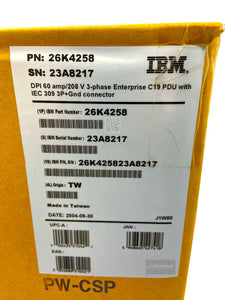 PN: 26K4258
SN: 23A8217
IBM
DPI 60 amp/208 V 3-phase Enterprise C19 PDU with
IEC 309 3P+Gnd connector
(1P) IBM Part Number: 26K4258
(S) IBM Serial Number: 23A8217
(1S) IBM P/N, S/N: 26K425823A8217
(4L) Origin: TW
Made in Taiwan
DATE: 2004-09-30
J1W80
UPC-A :
JAN :
EAN :
PW-CSP